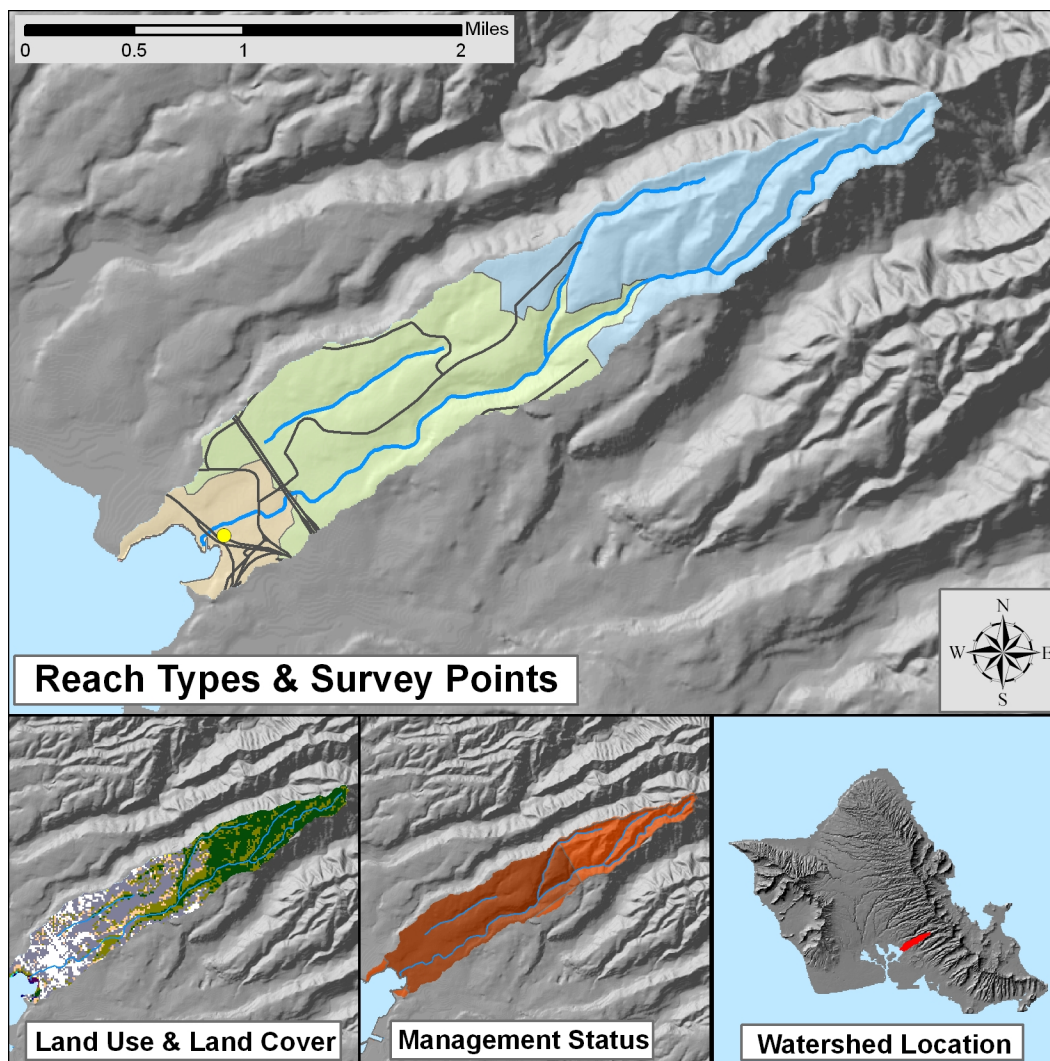 Miles
0 0.5 1 2
N
W E
S
Reach Types & Survey Points
Land Use & Land Cover
Management Status
Watershed Location